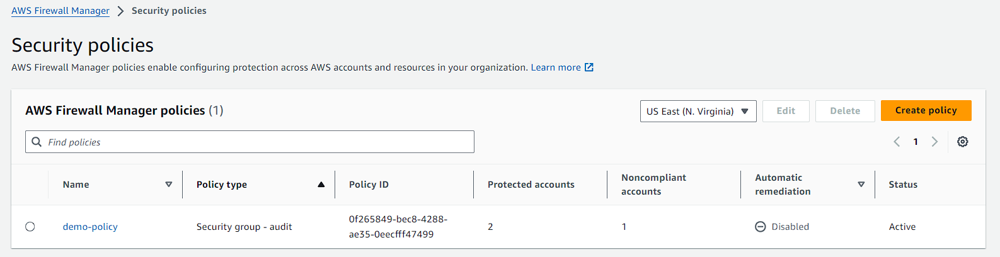 AWS Firewall Manager > Security policies
Security policies
AWS Firewall Manager policies enable configuring protection across AWS accounts and resources in your organization. Learn more
AWS Firewall Manager policies (1)
US East (N. Virginia)
Edit
Delete
Create policy
Find policies
1
Name
Policy type
Policy ID
Protected accounts
Noncompliant
accounts
Automatic
remediation
Status
demo-policy
Security group - audit
0f265849-bec8-4288-
ae35-0eecfff47499
2
1
Disabled
Active